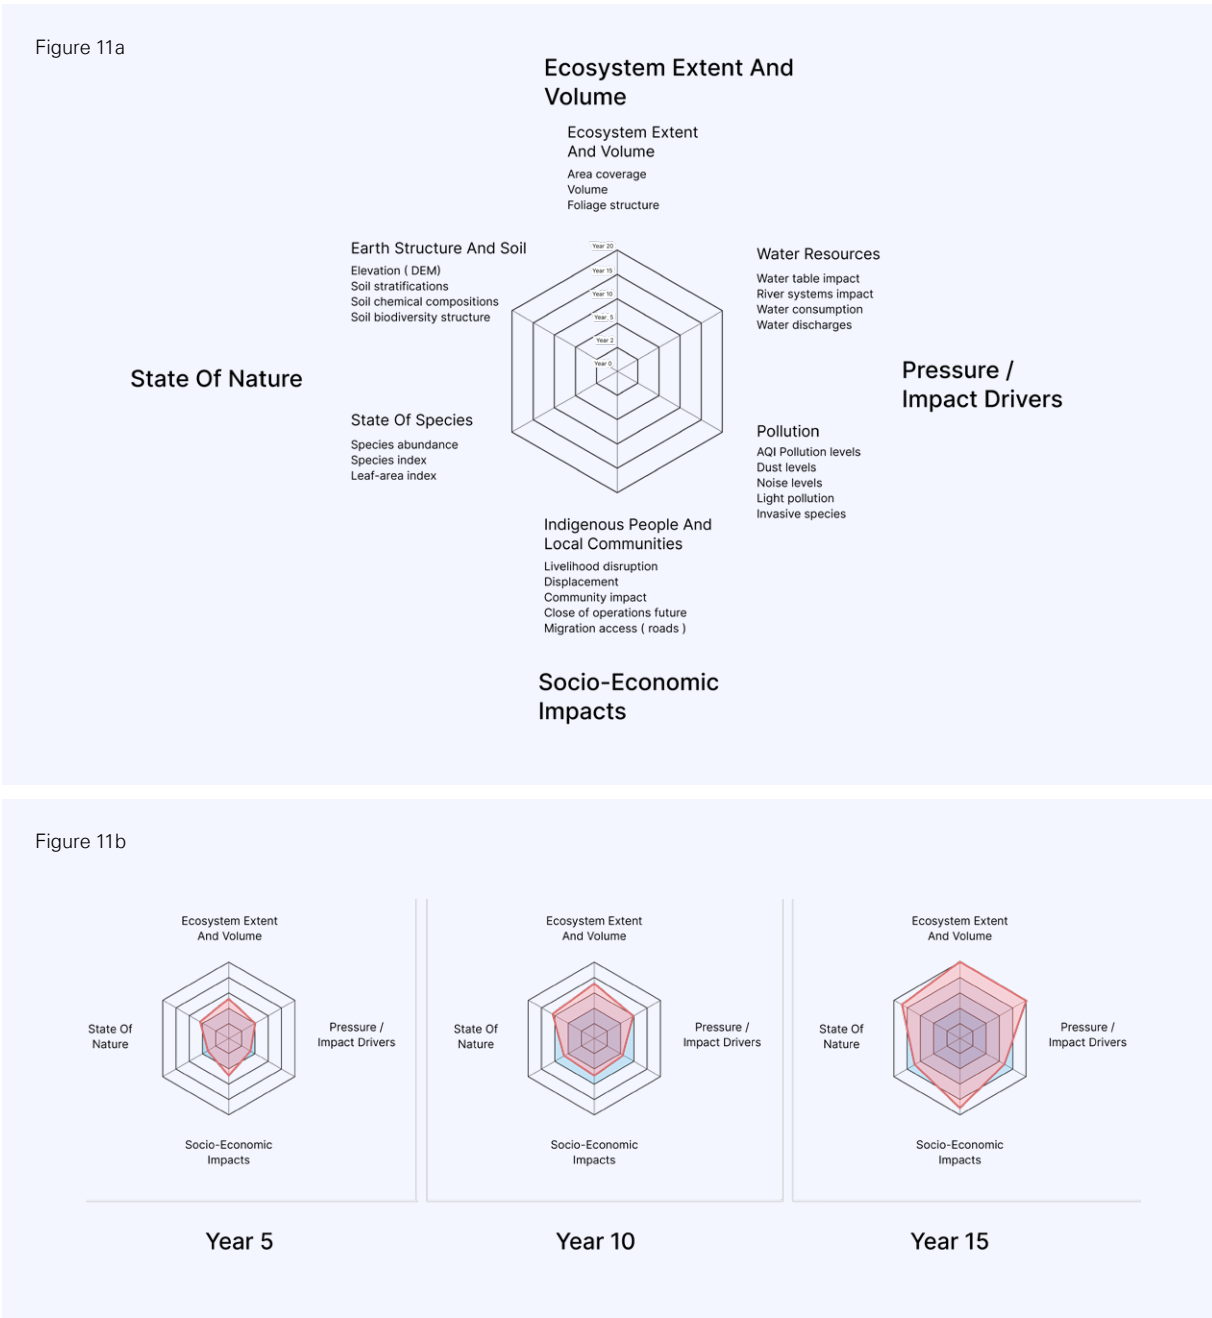 Figure 11a
Ecosystem Extent And
Volume
Ecosystem Extent
And Volume
Area coverage
Volume
Foliage structure
Earth Structure And Soil
Elevation ( DEM)
Soil stratifications
Soil chemical compositions
Soil biodiversity structure
Water Resources
Water table impact
River systems impact
Water consumption
Water discharges
Year 20
Year 15
Year 10
Year 5
Year 2
Year 0
State Of Nature
Pressure /
Impact Drivers
State Of Species
Species abundance
Species index
Leaf-area index
Pollution
AQI Pollution levels
Dust levels
Noise levels
Light pollution
Invasive species
Indigenous People And
Local Communities
Livelihood disruption
Displacement
Community impact
Close of operations future
Migration access ( roads )
Socio-Economic
Impacts
Figure 11b
Ecosystem Extent
And Volume
State Of
Nature
Pressure /
Impact Drivers
Socio-Economic
Impacts
Year 5
Ecosystem Extent
And Volume
State Of
Nature
Pressure /
Impact Drivers
Socio-Economic
Impacts
Year 10
Ecosystem Extent
And Volume
State Of
Nature
Pressure /
Impact Drivers
Socio-Economic
Impacts
Year 15